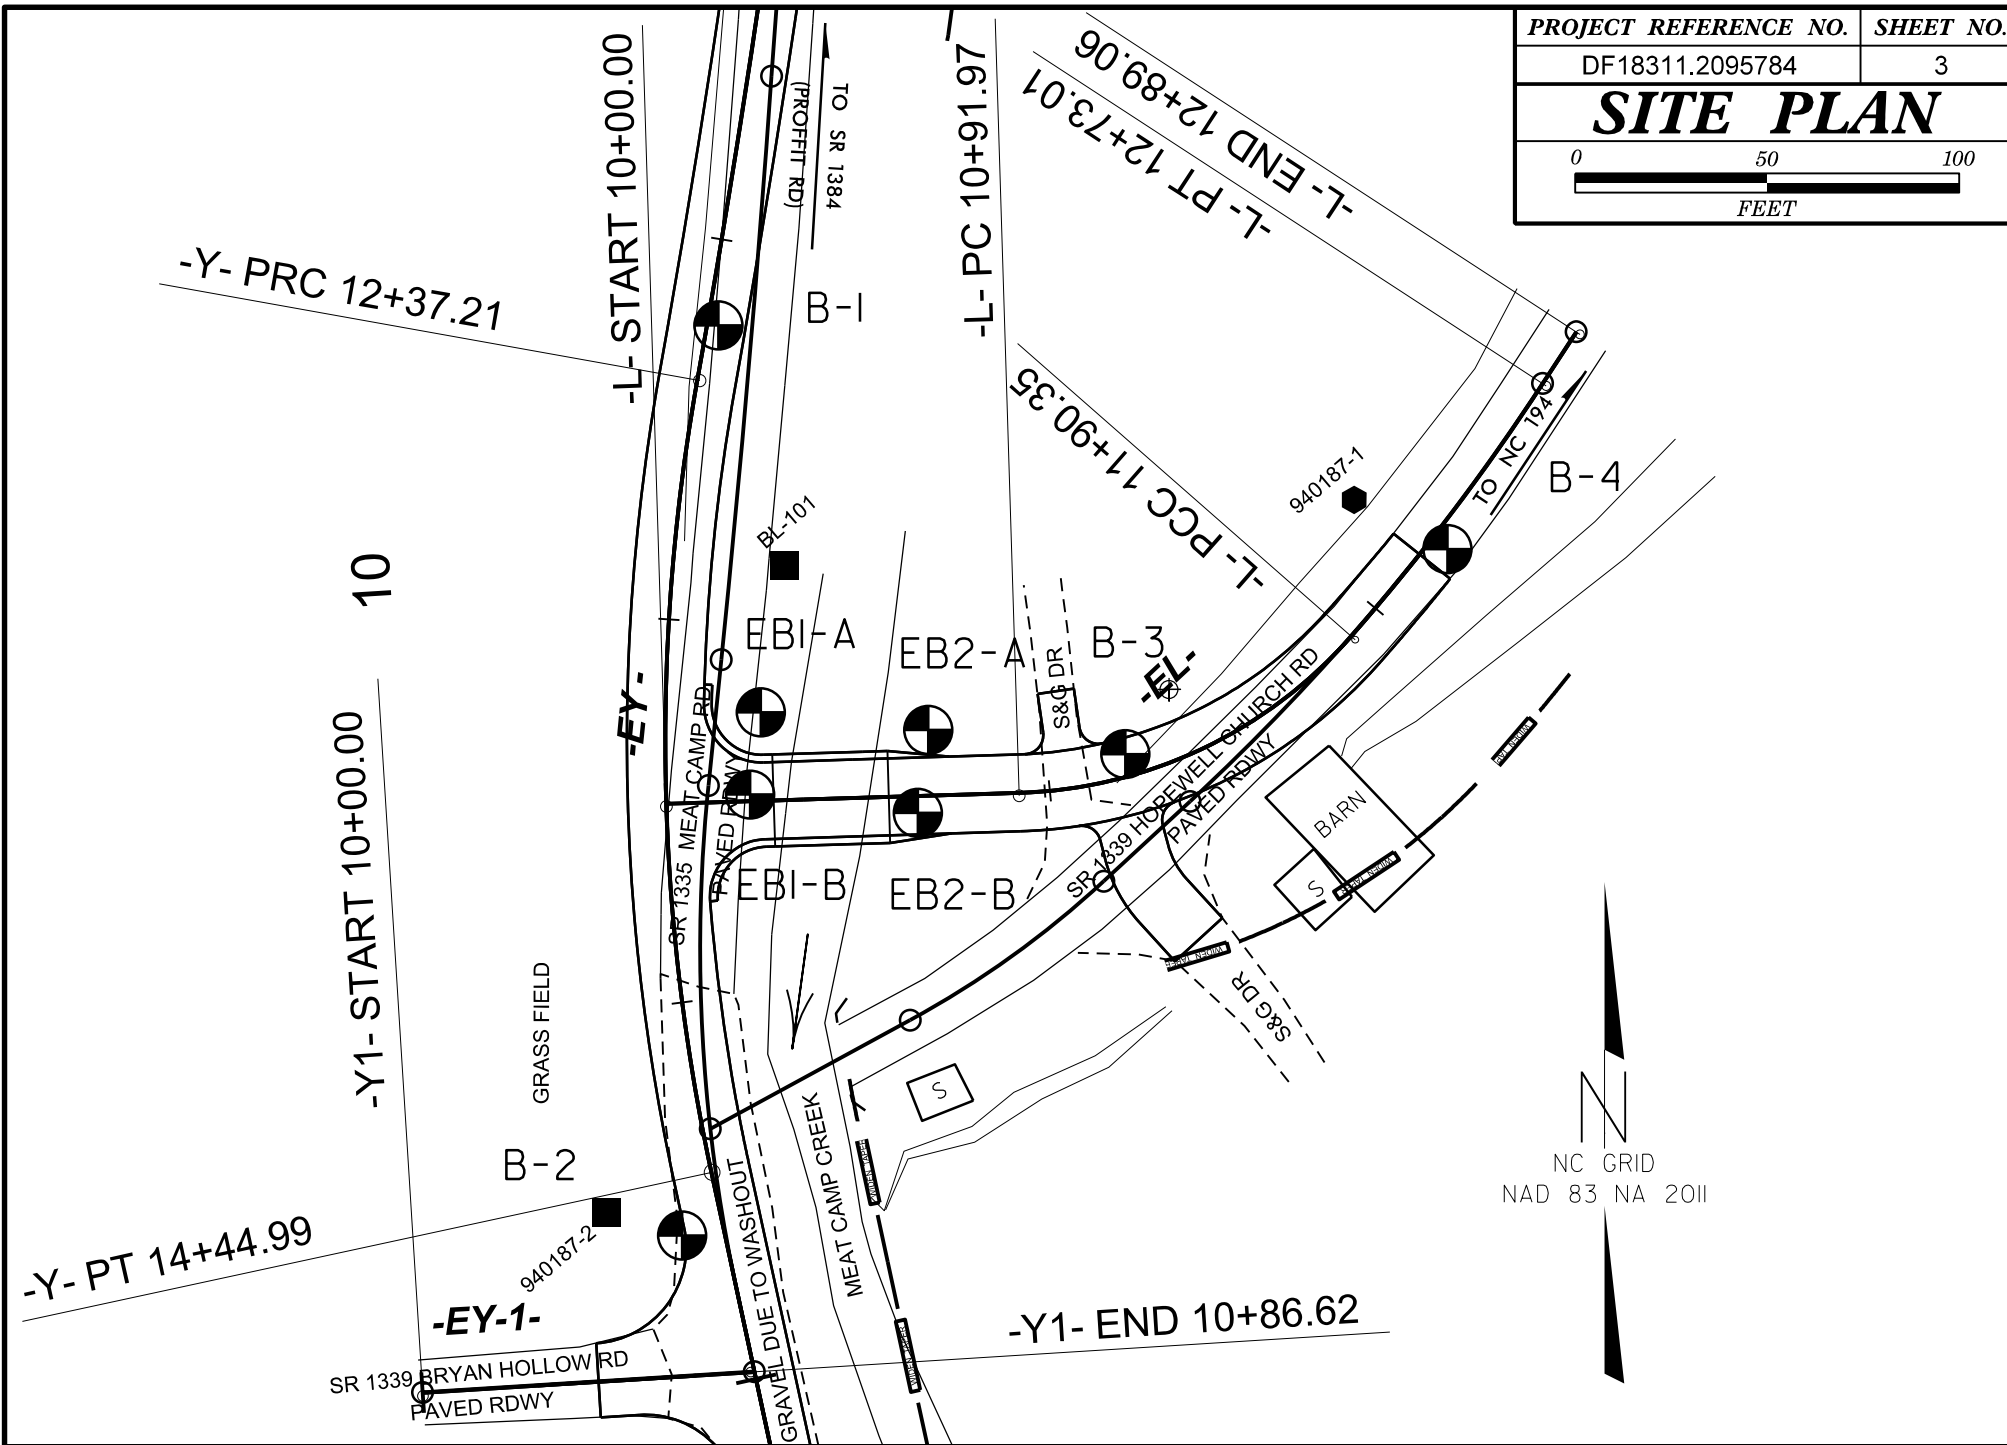 PROJECT REFERENCE NO.
SHEET NO.
DF18311.2095784
3
SITE PLAN
0 50 100
FEET
-L- START 10+00.00
TO SR 1384
(PROFFIT RD)
-L- PC 10+91.97
-L- END 12+89.06
-L- PT 12+73.01
-Y- PRC 12+37.21
B-1
-L- PCC 11+90.35
940187-1
TO NC 194
B-4
BL-101
10
EB1-A
EB2-A
B-3
-EL-
S&G DR
-EY-
SR 1335 MEAT CAMP RD
PAVED RDWY
SR 1339 HOPEWELL CHURCH RD
PAVED RDWY
BARN
S
EB1-B
EB2-B
-Y1- START 10+00.00
GRASS FIELD
S&G DR
S
MEAT CAMP CREEK
GRAVEL DUE TO WASHOUT
B-2
940187-2
-Y- PT 14+44.99
-EY-1-
-Y1- END 10+86.62
SR 1339 BRYAN HOLLOW RD
PAVED RDWY
N
NC GRID
NAD 83 NA 2011